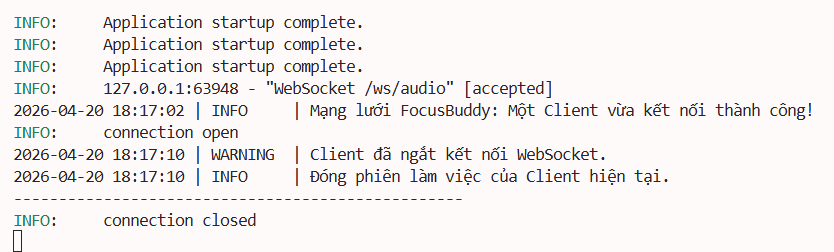 INFO:     Application startup complete.
INFO:     Application startup complete.
INFO:     Application startup complete.
INFO:     127.0.0.1:63948 - "WebSocket /ws/audio" [accepted]
2026-04-20 18:17:02 | INFO     | Mạng lưới FocusBuddy: Một Client vừa kết nối thành công!
INFO:     connection open
2026-04-20 18:17:10 | WARNING  | Client đã ngắt kết nối WebSocket.
2026-04-20 18:17:10 | INFO     | Đóng phiên làm việc của Client hiện tại.
--------------------------------------------------
INFO:     connection closed